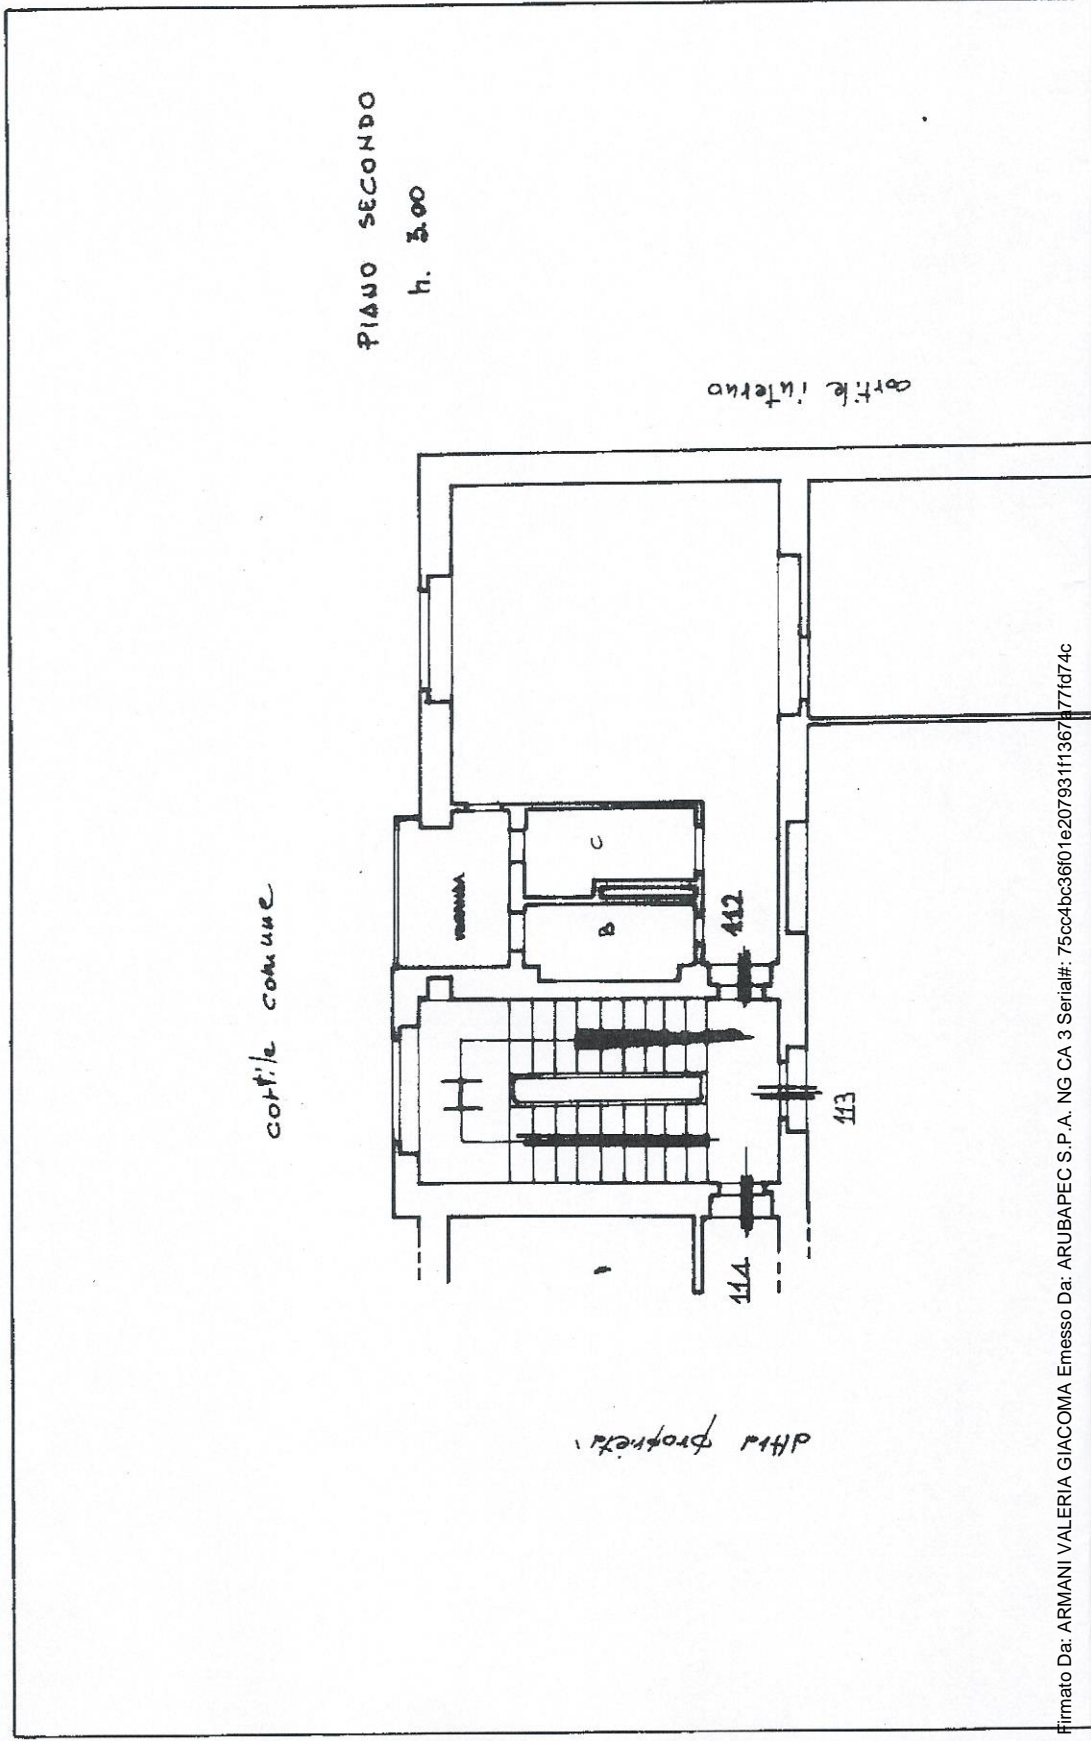 PIANO SECONDO
h. 3.00
cortile comune
cortile interno
VERANDA
C
B
112
113
114
altra proprietà
Firmato Da: ARMANI VALERIA GIACOMA Emesso Da: ARUBAPEC S.P.A. NG CA 3 Serial#: 75cc4bc36f01e207931f1367a77fd74c